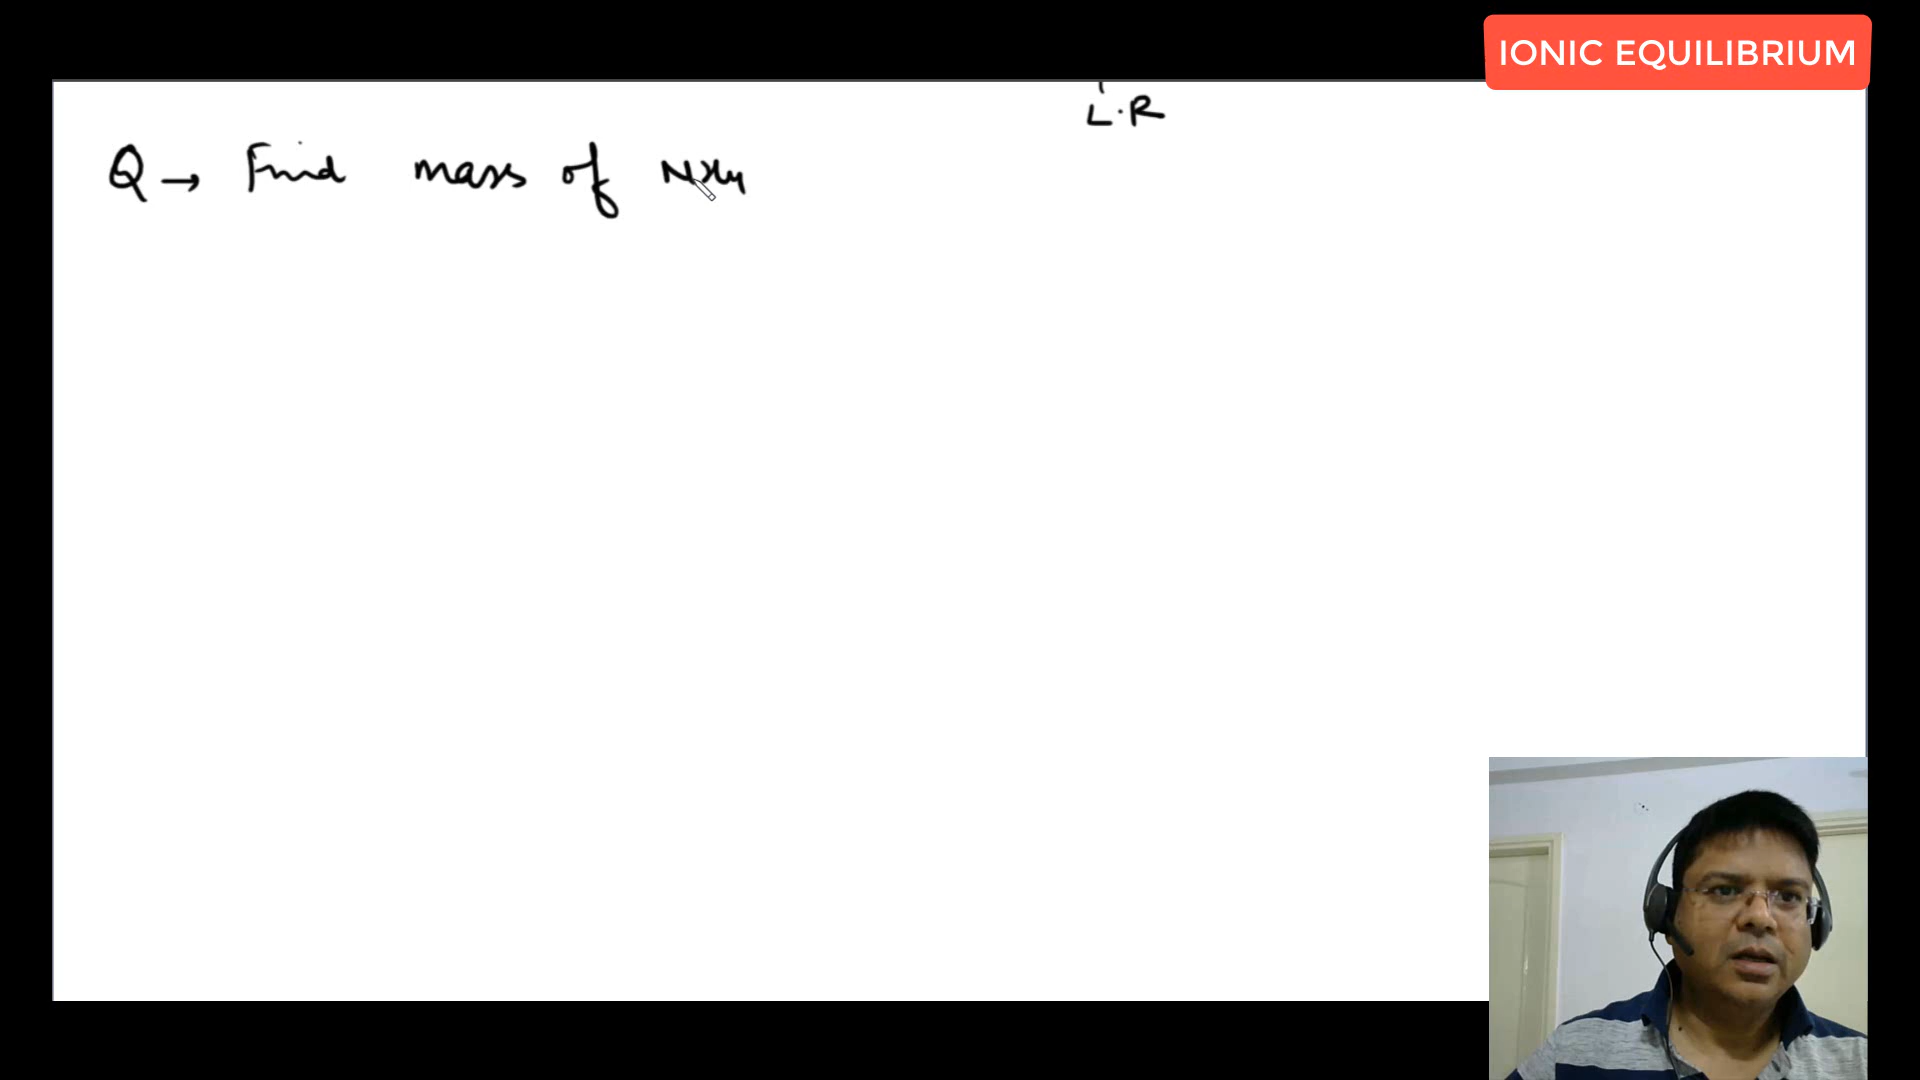 IONIC EQUILIBRIUM
L.R
Q → Find mass of NH4